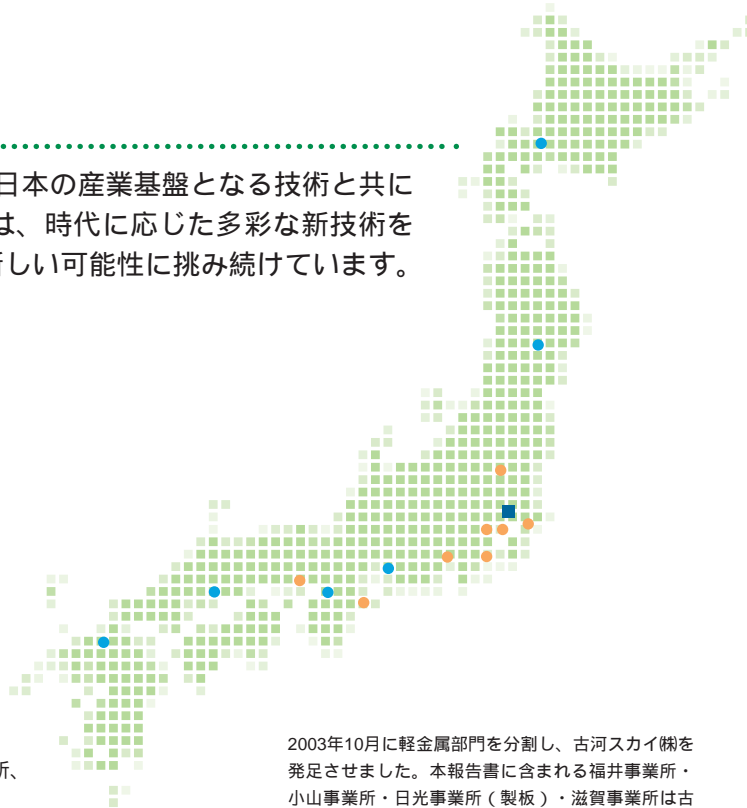 日本の産業基盤となる技術と共に
は、時代に応じた多彩な新技術を
新しい可能性に挑み続けています。
所、
2003年10月に軽金属部門を分割し、古河スカイ㈱を
発足させました。本報告書に含まれる福井事業所・
小山事業所・日光事業所（製板）・滋賀事業所は古